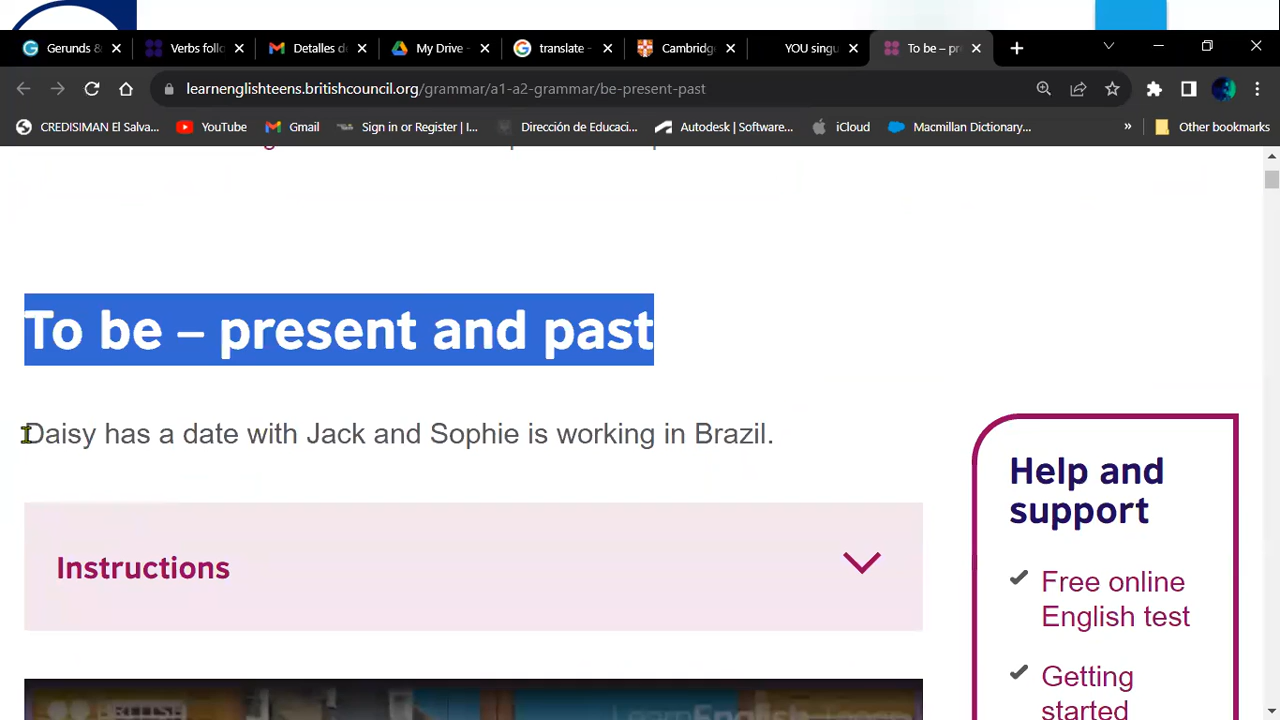 Gerunds &
Verbs follo
Detalles d
My Drive -
translate -
Cambridg
YOU singu
To be – pr
learnenglishteens.britishcouncil.org/grammar/a1-a2-grammar/be-present-past
CREDISIMAN El Salva...
YouTube
Gmail
Sign in or Register | I...
Dirección de Educaci...
Autodesk | Software...
iCloud
Macmillan Dictionary...
»
Other bookmarks
To be – present and past
Daisy has a date with Jack and Sophie is working in Brazil.
Instructions
Help and
support
Free online
English test
Getting
started
BRITISH
LearnEnglish